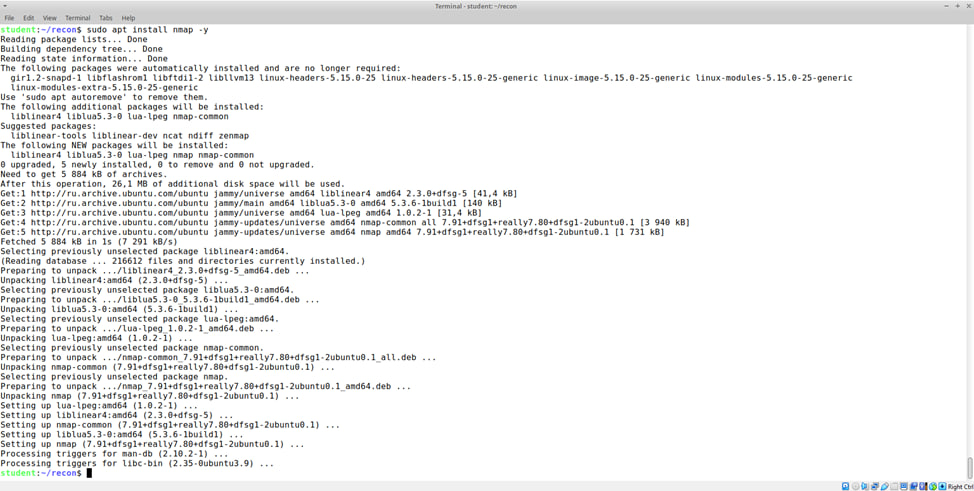 Terminal - student: ~/recon
File Edit View Terminal Tabs Help
student:~/recon$ sudo apt install nmap -y
Reading package lists... Done
Building dependency tree... Done
Reading state information... Done
The following packages were automatically installed and are no longer required:
  gir1.2-snapd-1 libflashrom1 libftdi1-2 libllvm13 linux-headers-5.15.0-25 linux-headers-5.15.0-25-generic linux-image-5.15.0-25-generic linux-modules-5.15.0-25-generic
  linux-modules-extra-5.15.0-25-generic
Use 'sudo apt autoremove' to remove them.
The following additional packages will be installed:
  liblinear4 liblua5.3-0 lua-lpeg nmap-common
Suggested packages:
  liblinear-tools liblinear-dev ncat ndiff zenmap
The following NEW packages will be installed:
  liblinear4 liblua5.3-0 lua-lpeg nmap nmap-common
0 upgraded, 5 newly installed, 0 to remove and 0 not upgraded.
Need to get 5 884 kB of archives.
After this operation, 26,1 MB of additional disk space will be used.
Get:1 http://ru.archive.ubuntu.com/ubuntu jammy/universe amd64 liblinear4 amd64 2.3.0+dfsg-5 [41,4 kB]
Get:2 http://ru.archive.ubuntu.com/ubuntu jammy/main amd64 liblua5.3-0 amd64 5.3.6-1build1 [140 kB]
Get:3 http://ru.archive.ubuntu.com/ubuntu jammy/universe amd64 lua-lpeg amd64 1.0.2-1 [31,4 kB]
Get:4 http://ru.archive.ubuntu.com/ubuntu jammy-updates/universe amd64 nmap-common all 7.91+dfsg1+really7.80+dfsg1-2ubuntu0.1 [3 940 kB]
Get:5 http://ru.archive.ubuntu.com/ubuntu jammy-updates/universe amd64 nmap amd64 7.91+dfsg1+really7.80+dfsg1-2ubuntu0.1 [1 731 kB]
Fetched 5 884 kB in 1s (7 291 kB/s)
Selecting previously unselected package liblinear4:amd64.
(Reading database ... 216612 files and directories currently installed.)
Preparing to unpack .../liblinear4_2.3.0+dfsg-5_amd64.deb ...
Unpacking liblinear4:amd64 (2.3.0+dfsg-5) ...
Selecting previously unselected package liblua5.3-0:amd64.
Preparing to unpack .../liblua5.3-0_5.3.6-1build1_amd64.deb ...
Unpacking liblua5.3-0:amd64 (5.3.6-1build1) ...
Selecting previously unselected package lua-lpeg:amd64.
Preparing to unpack .../lua-lpeg_1.0.2-1_amd64.deb ...
Unpacking lua-lpeg:amd64 (1.0.2-1) ...
Selecting previously unselected package nmap-common.
Preparing to unpack .../nmap-common_7.91+dfsg1+really7.80+dfsg1-2ubuntu0.1_all.deb ...
Unpacking nmap-common (7.91+dfsg1+really7.80+dfsg1-2ubuntu0.1) ...
Selecting previously unselected package nmap.
Preparing to unpack .../nmap_7.91+dfsg1+really7.80+dfsg1-2ubuntu0.1_amd64.deb ...
Unpacking nmap (7.91+dfsg1+really7.80+dfsg1-2ubuntu0.1) ...
Setting up lua-lpeg:amd64 (1.0.2-1) ...
Setting up liblinear4:amd64 (2.3.0+dfsg-5) ...
Setting up nmap-common (7.91+dfsg1+really7.80+dfsg1-2ubuntu0.1) ...
Setting up liblua5.3-0:amd64 (5.3.6-1build1) ...
Setting up nmap (7.91+dfsg1+really7.80+dfsg1-2ubuntu0.1) ...
Processing triggers for man-db (2.10.2-1) ...
Processing triggers for libc-bin (2.35-0ubuntu3.9) ...
student:~/recon$
Right Ctrl